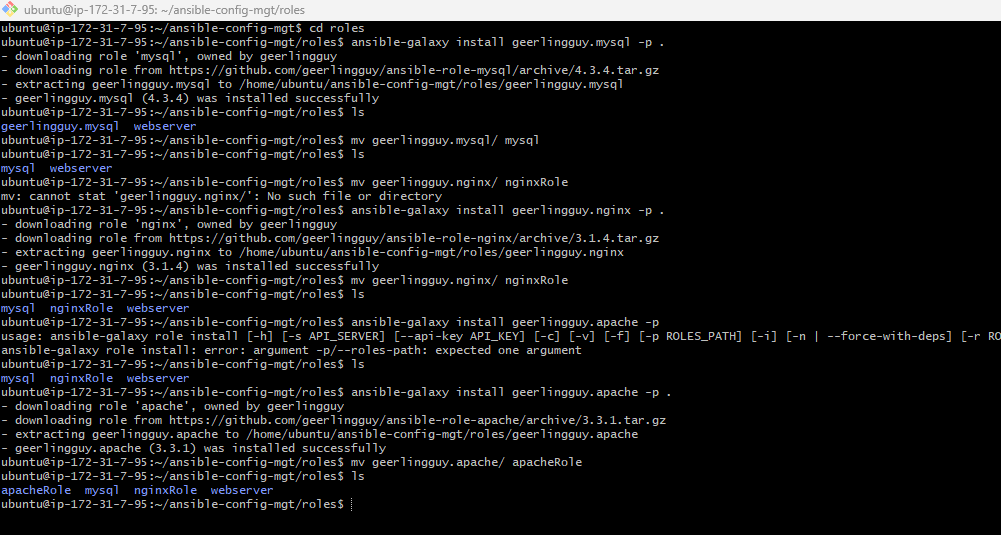 ubuntu@ip-172-31-7-95: ~/ansible-config-mgt/roles
ubuntu@ip-172-31-7-95:~/ansible-config-mgt$ cd roles
ubuntu@ip-172-31-7-95:~/ansible-config-mgt/roles$ ansible-galaxy install geerlingguy.mysql -p .
- downloading role 'mysql', owned by geerlingguy
- downloading role from https://github.com/geerlingguy/ansible-role-mysql/archive/4.3.4.tar.gz
- extracting geerlingguy.mysql to /home/ubuntu/ansible-config-mgt/roles/geerlingguy.mysql
- geerlingguy.mysql (4.3.4) was installed successfully
ubuntu@ip-172-31-7-95:~/ansible-config-mgt/roles$ ls
geerlingguy.mysql  webserver
ubuntu@ip-172-31-7-95:~/ansible-config-mgt/roles$ mv geerlingguy.mysql/ mysql
ubuntu@ip-172-31-7-95:~/ansible-config-mgt/roles$ ls
mysql  webserver
ubuntu@ip-172-31-7-95:~/ansible-config-mgt/roles$ mv geerlingguy.nginx/ nginxRole
mv: cannot stat 'geerlingguy.nginx/': No such file or directory
ubuntu@ip-172-31-7-95:~/ansible-config-mgt/roles$ ansible-galaxy install geerlingguy.nginx -p .
- downloading role 'nginx', owned by geerlingguy
- downloading role from https://github.com/geerlingguy/ansible-role-nginx/archive/3.1.4.tar.gz
- extracting geerlingguy.nginx to /home/ubuntu/ansible-config-mgt/roles/geerlingguy.nginx
- geerlingguy.nginx (3.1.4) was installed successfully
ubuntu@ip-172-31-7-95:~/ansible-config-mgt/roles$ mv geerlingguy.nginx/ nginxRole
ubuntu@ip-172-31-7-95:~/ansible-config-mgt/roles$ ls
mysql  nginxRole  webserver
ubuntu@ip-172-31-7-95:~/ansible-config-mgt/roles$ ansible-galaxy install geerlingguy.apache -p
usage: ansible-galaxy role install [-h] [-s API_SERVER] [--api-key API_KEY] [-c] [-v] [-f] [-p ROLES_PATH] [-i] [-n | --force-with-deps] [-r RO
ansible-galaxy role install: error: argument -p/--roles-path: expected one argument
ubuntu@ip-172-31-7-95:~/ansible-config-mgt/roles$ ls
mysql  nginxRole  webserver
ubuntu@ip-172-31-7-95:~/ansible-config-mgt/roles$ ansible-galaxy install geerlingguy.apache -p .
- downloading role 'apache', owned by geerlingguy
- downloading role from https://github.com/geerlingguy/ansible-role-apache/archive/3.3.1.tar.gz
- extracting geerlingguy.apache to /home/ubuntu/ansible-config-mgt/roles/geerlingguy.apache
- geerlingguy.apache (3.3.1) was installed successfully
ubuntu@ip-172-31-7-95:~/ansible-config-mgt/roles$ mv geerlingguy.apache/ apacheRole
ubuntu@ip-172-31-7-95:~/ansible-config-mgt/roles$ ls
apacheRole  mysql  nginxRole  webserver
ubuntu@ip-172-31-7-95:~/ansible-config-mgt/roles$